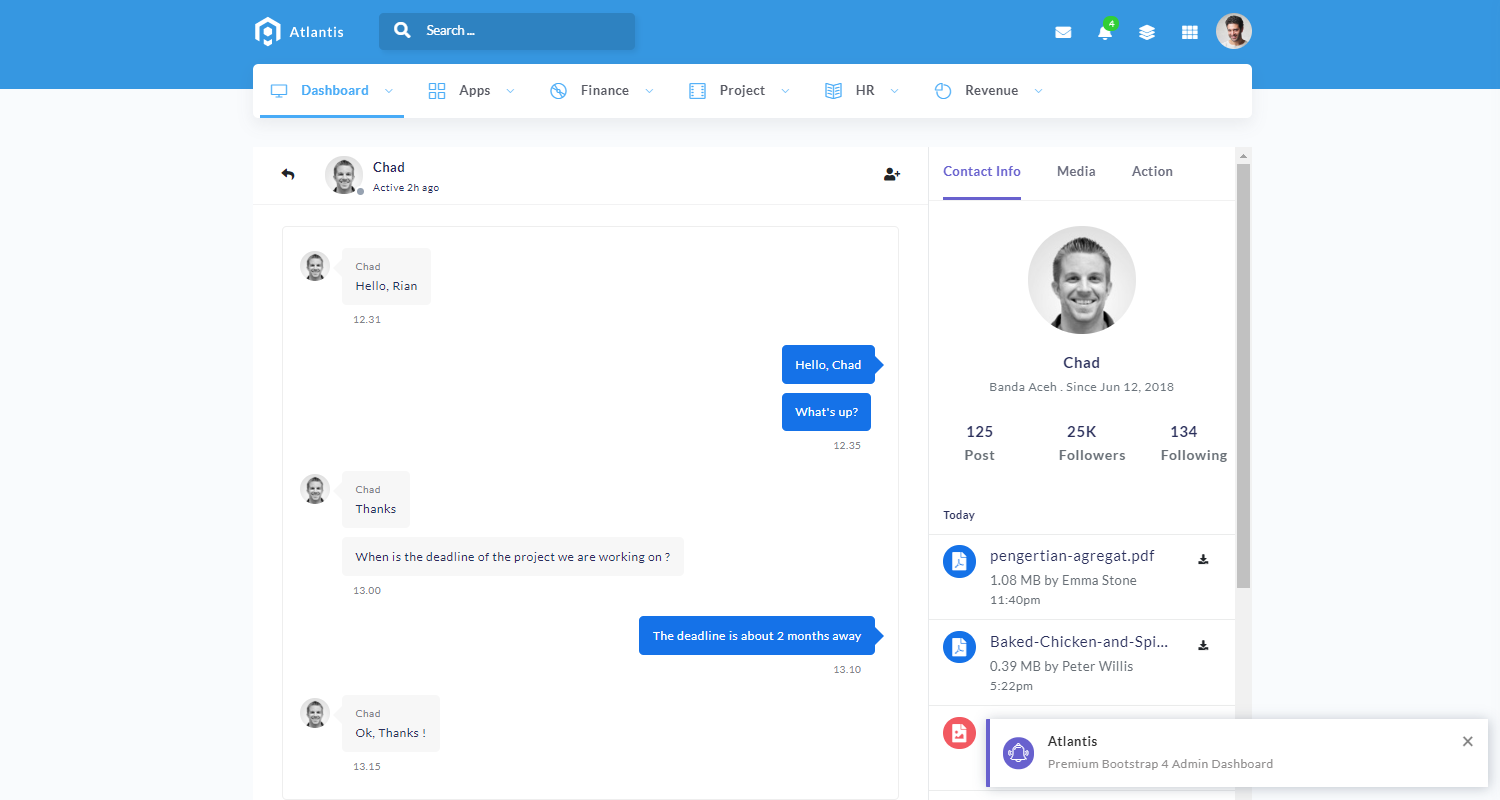 Atlantis
Search ...
4
Dashboard
Apps
Finance
Project
HR
Revenue
Chad
Active 2h ago
Chad
Hello, Rian
12.31
Hello, Chad
What's up?
12.35
Chad
Thanks
When is the deadline of the project we are working on ?
13.00
The deadline is about 2 months away
13.10
Chad
Ok, Thanks !
13.15
Contact Info
Media
Action
Chad
Banda Aceh . Since Jun 12, 2018
125
Post
25K
Followers
134
Following
Today
pengertian-agregat.pdf
1.08 MB by Emma Stone
11:40pm
Baked-Chicken-and-Spi...
0.39 MB by Peter Willis
5:22pm
Atlantis
Premium Bootstrap 4 Admin Dashboard